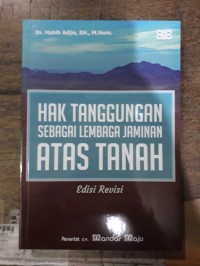 Dr. Habib Adjie, SH., M.Hum.
HAK TANGGUNGAN
SEBAGAI LEMBAGA JAMINAN
ATAS TANAH
Edisi Revisi
Penerbit CV. Mandar Maju